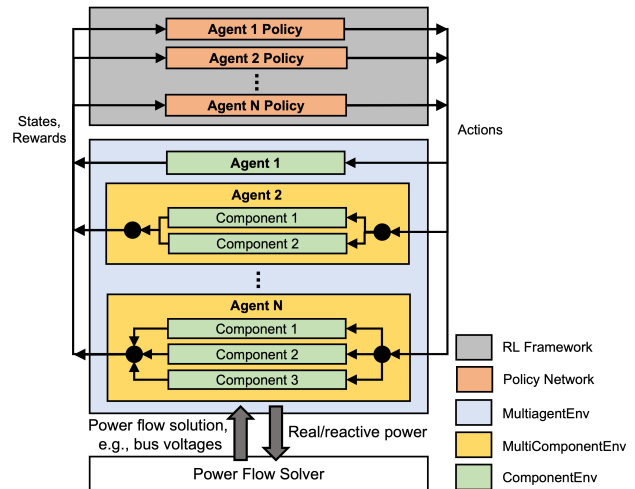 Agent 1 Policy
Agent 2 Policy
Agent N Policy
States,
Rewards
Actions
Agent 1
Agent 2
Component 1
Component 2
Agent N
Component 1
Component 2
Component 3
Power flow solution,
e.g., bus voltages
Real/reactive power
Power Flow Solver
RL Framework
Policy Network
MultiagentEnv
MultiComponentEnv
ComponentEnv